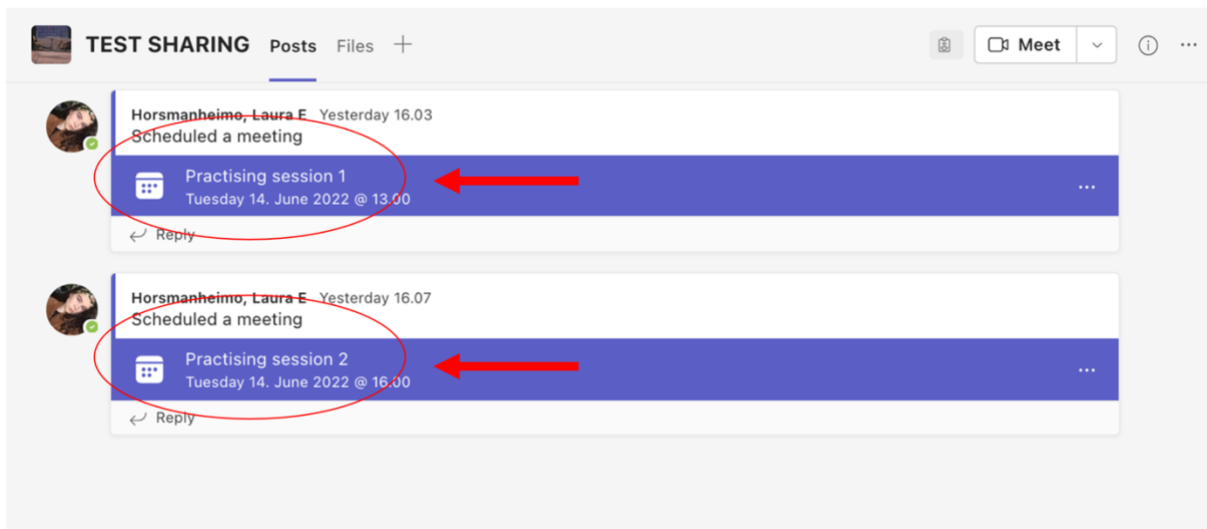 TEST SHARING Posts Files Meet
Horsmanheimo, Laura E Yesterday 16.03
Scheduled a meeting
Practising session 1
Tuesday 14. June 2022 @ 13.00
Reply
Horsmanheimo, Laura E Yesterday 16.07
Scheduled a meeting
Practising session 2
Tuesday 14. June 2022 @ 16.00
Reply